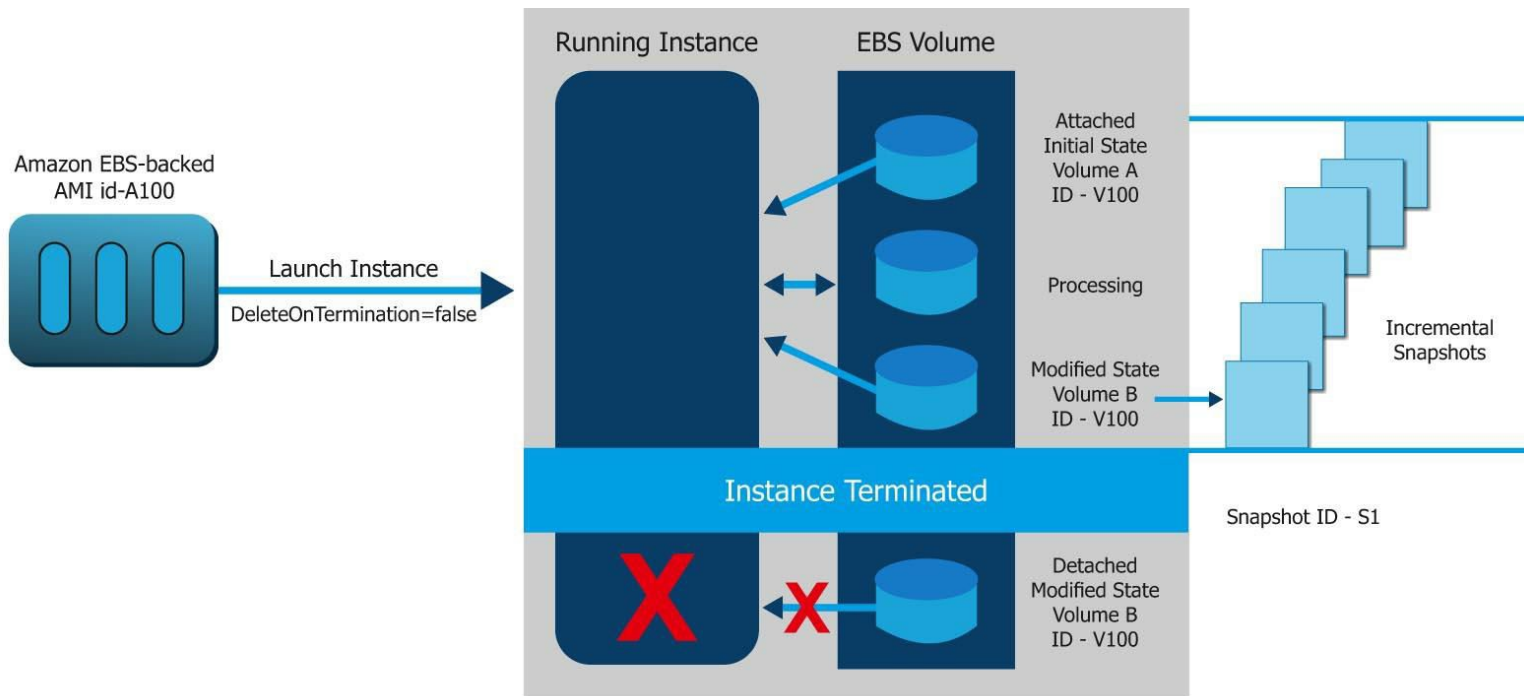 Amazon EBS-backed
AMI id-A100
Launch Instance
DeleteOnTermination=false
Running Instance
EBS Volume
Attached
Initial State
Volume A
ID - V100
Processing
Modified State
Volume B
ID - V100
Incremental
Snapshots
Instance Terminated
Snapshot ID - S1
X
X
Detached
Modified State
Volume B
ID - V100